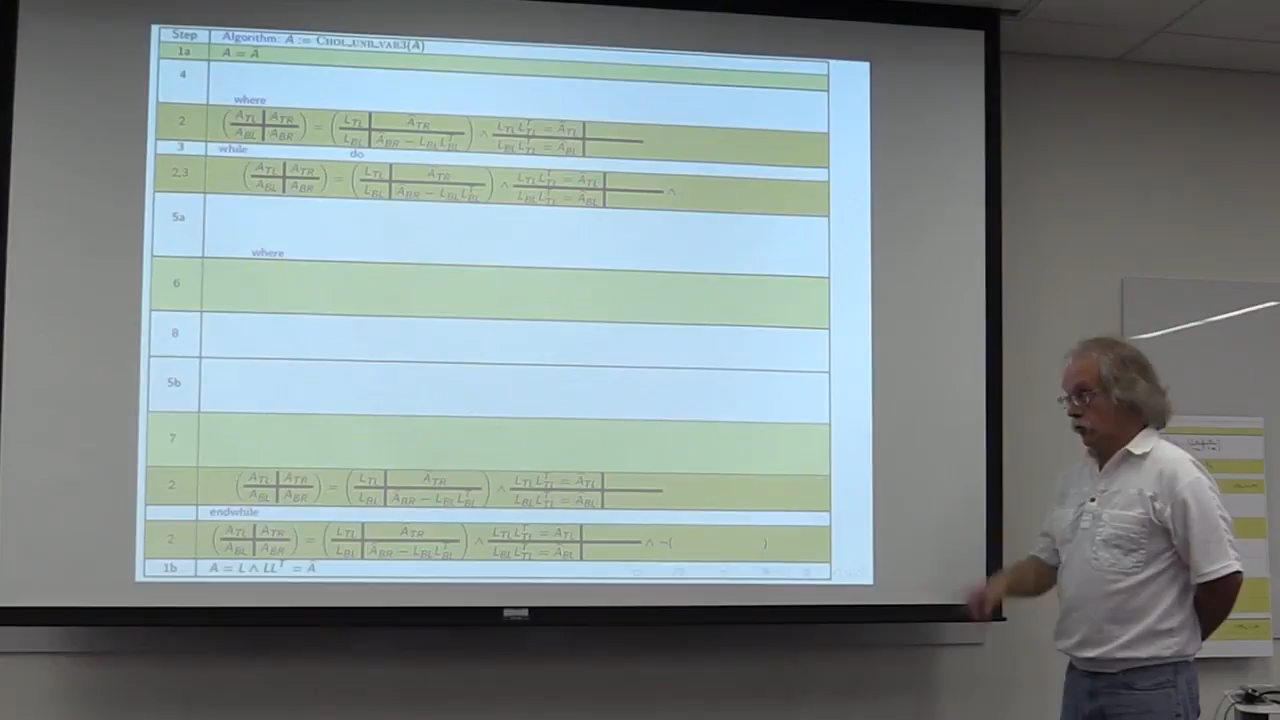 Step Algorithm: A := CHOL_UNB_VAR3(A)
1a A = Â
4
where
2 ( A_TL | A_TR / A_BL | A_BR ) = ( L_TL | Â_TR / L_BL | Â_BR − L_BL L_BL^T ) ∧ L_TL L_TL^T = Â_TL / L_BL L_TL^T = Â_BL
3 while do
2,3 ( A_TL | A_TR / A_BL | A_BR ) = ( L_TL | Â_TR / L_BL | Â_BR − L_BL L_BL^T ) ∧ L_TL L_TL^T = Â_TL / L_BL L_TL^T = Â_BL ∧
5a
where
6
8
5b
7
2 ( A_TL | A_TR / A_BL | A_BR ) = ( L_TL | Â_TR / L_BL | Â_BR − L_BL L_BL^T ) ∧ L_TL L_TL^T = Â_TL / L_BL L_TL^T = Â_BL
endwhile
2 ( A_TL | A_TR / A_BL | A_BR ) = ( L_TL | Â_TR / L_BL | Â_BR − L_BL L_BL^T ) ∧ L_TL L_TL^T = Â_TL / L_BL L_TL^T = Â_BL ∧ ¬( )
1b A = L ∧ LL^T = Â